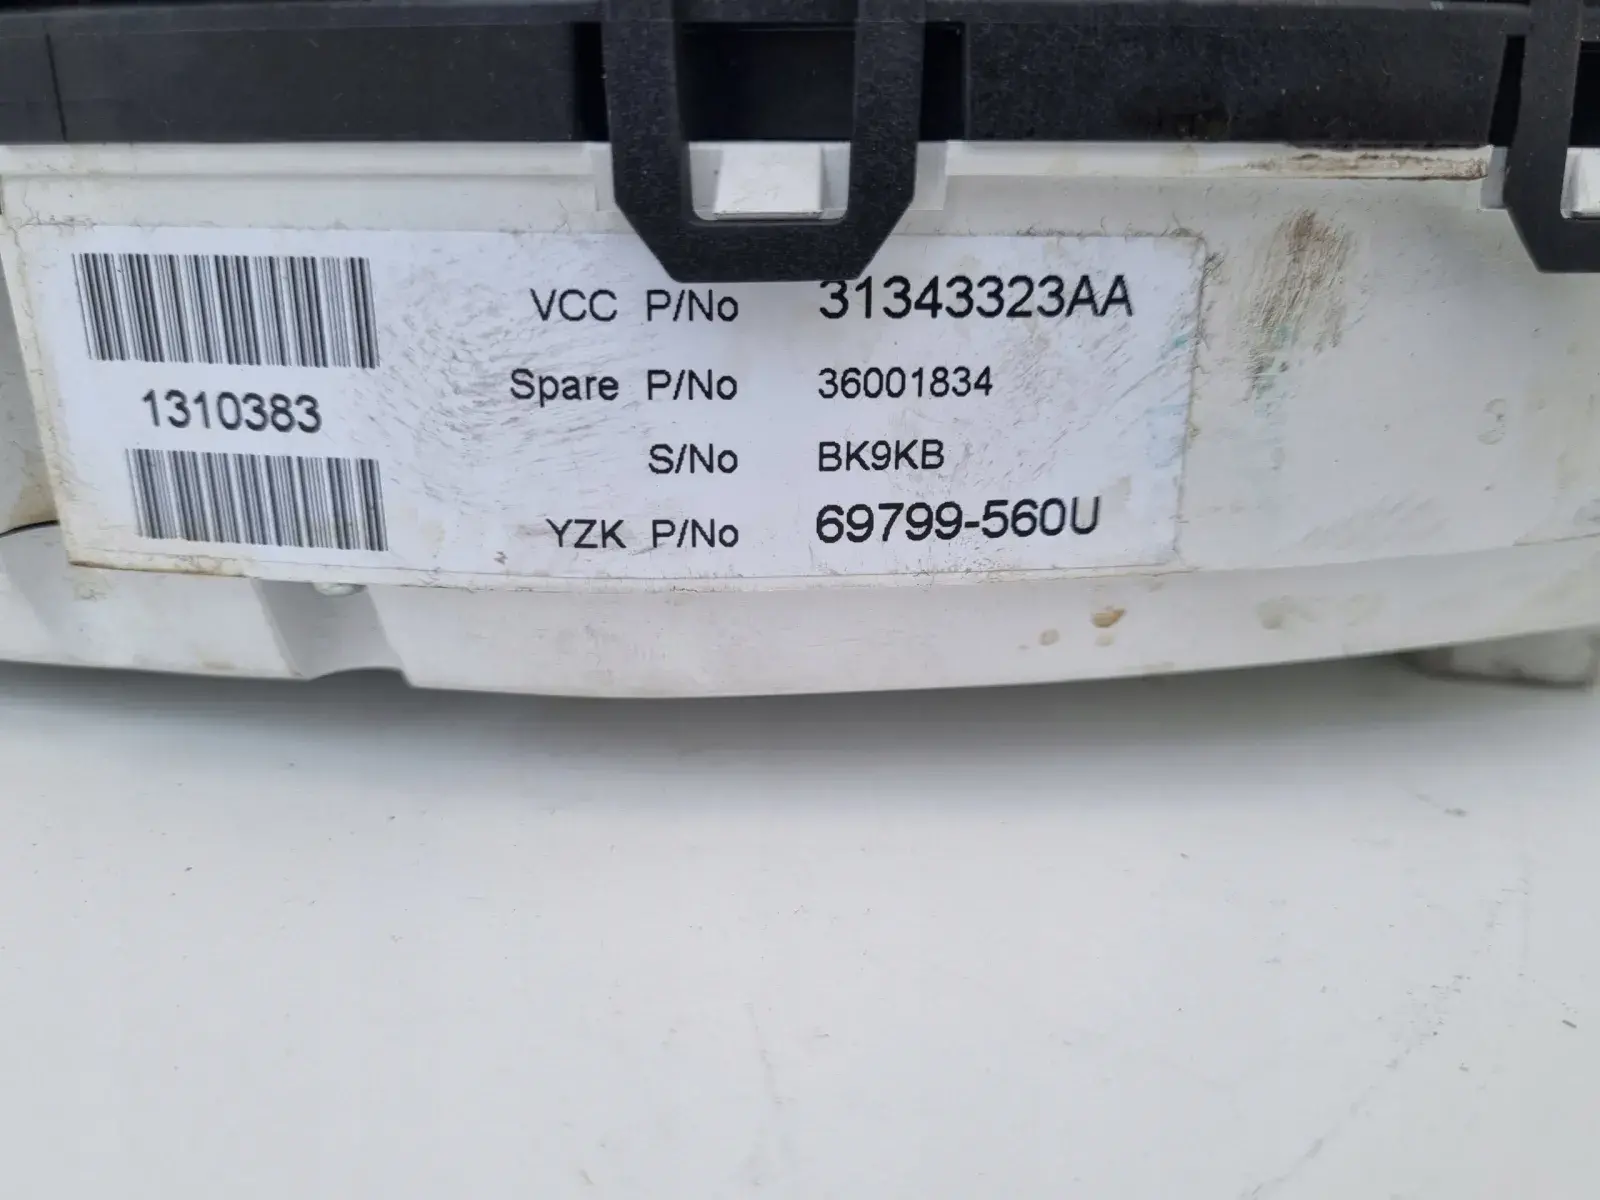 VCC P/No 31343323AA
Spare P/No 36001834
1310383
S/No BK9KB
YZK P/No 69799-560U